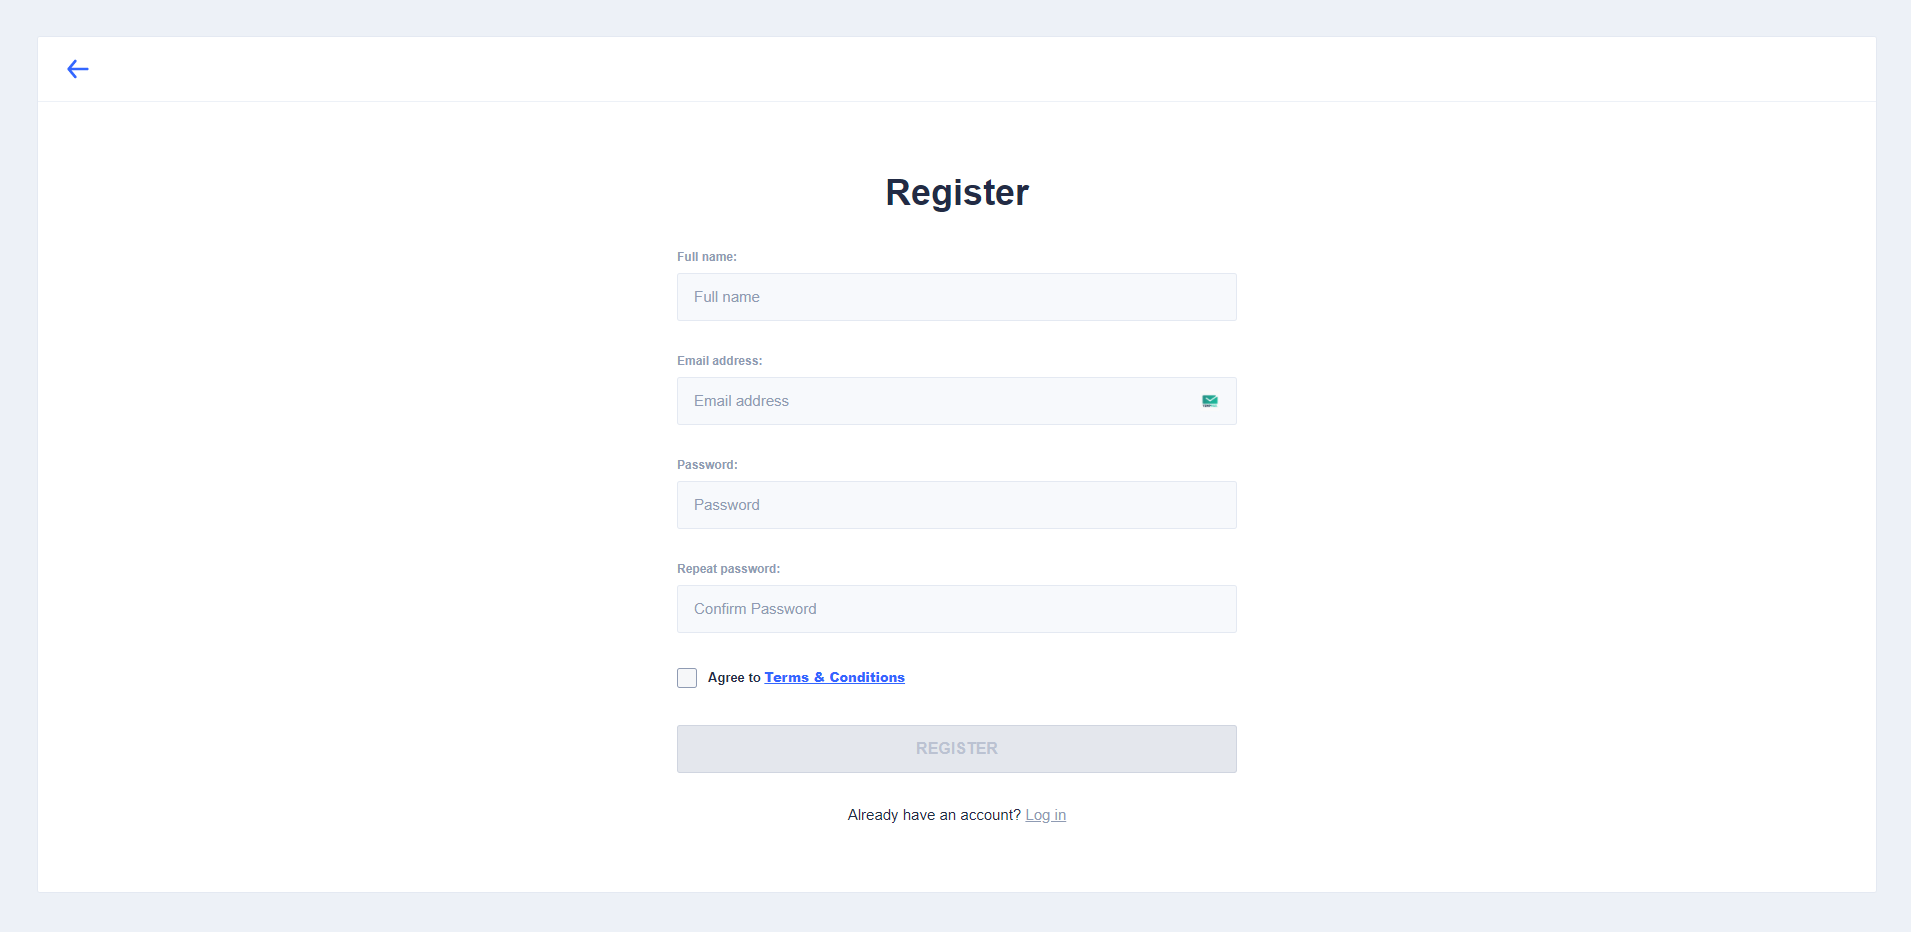 Register
Full name:
Full name
Email address:
Email address
Password:
Password
Repeat password:
Confirm Password
Agree to Terms & Conditions
REGISTER
Already have an account? Log in